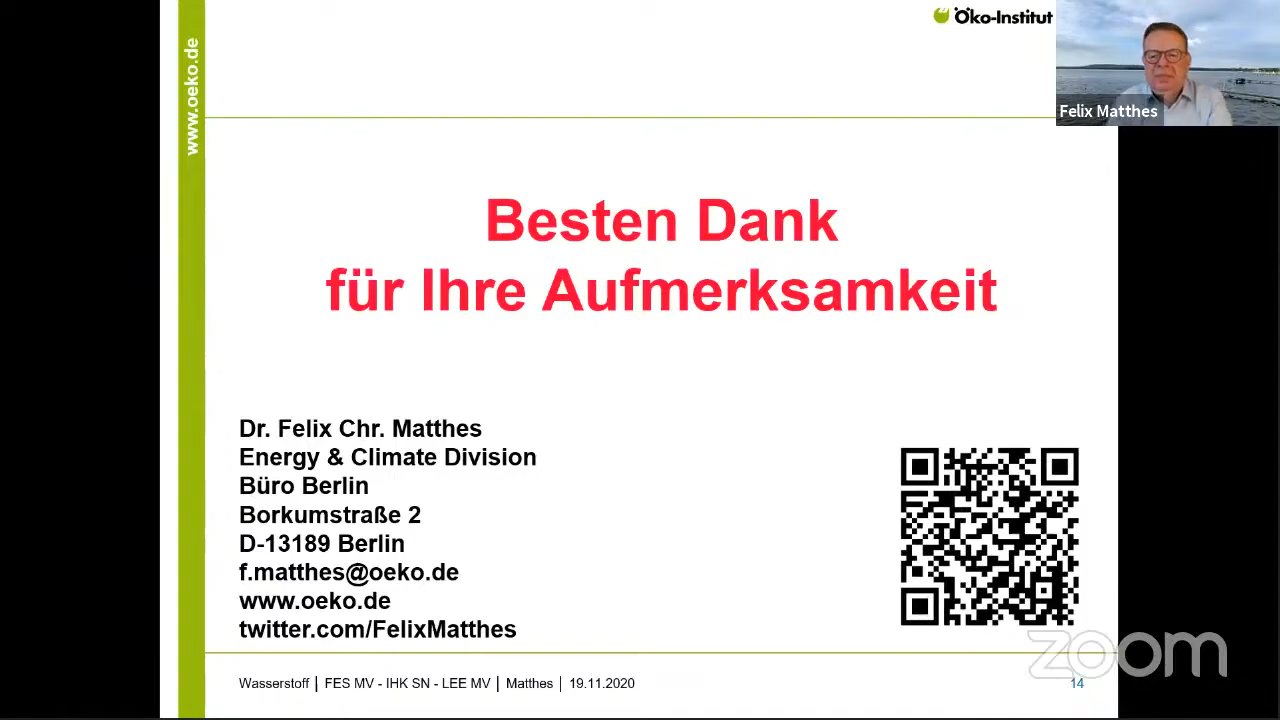 www.oeko.de
Öko-Institut
Felix Matthes
Besten Dank
für Ihre Aufmerksamkeit
Dr. Felix Chr. Matthes
Energy & Climate Division
Büro Berlin
Borkumstraße 2
D-13189 Berlin
f.matthes@oeko.de
www.oeko.de
twitter.com/FelixMatthes
Wasserstoff | FES MV - IHK SN - LEE MV | Matthes | 19.11.2020
14
zoom